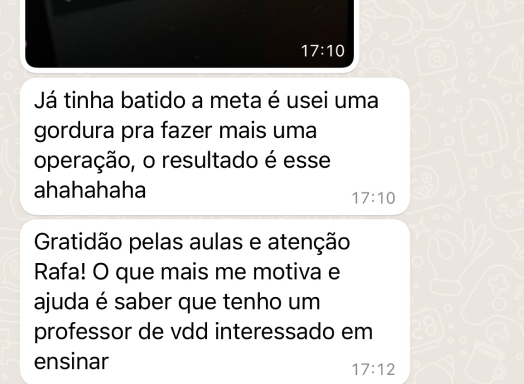 17:10
Já tinha batido a meta é usei uma
gordura pra fazer mais uma
operação, o resultado é esse
ahahahaha
17:10
Gratidão pelas aulas e atenção
Rafa! O que mais me motiva e
ajuda é saber que tenho um
professor de vdd interessado em
ensinar
17:12